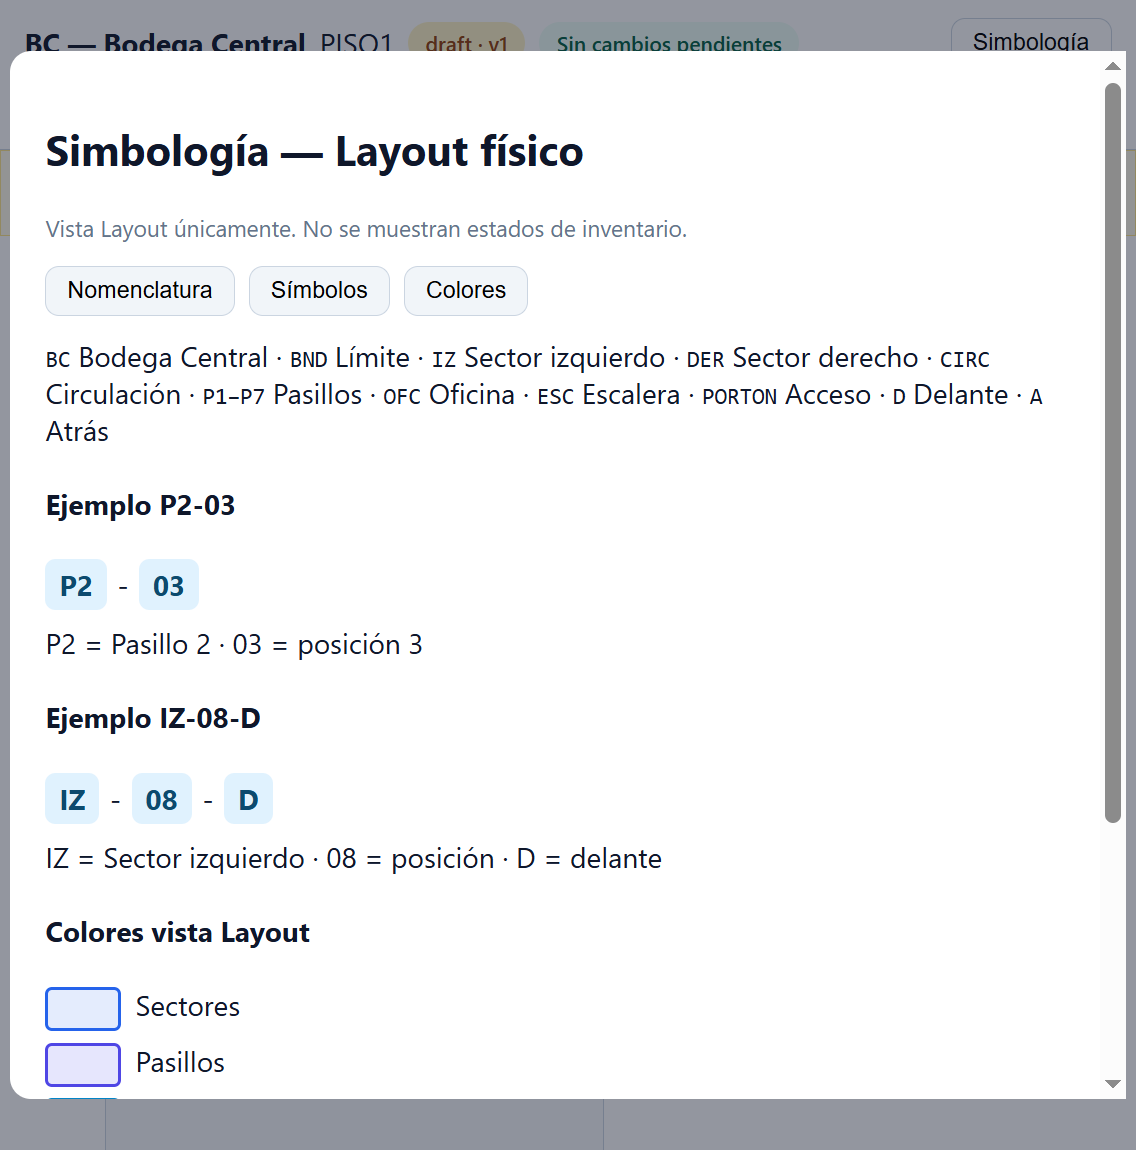 BC — Bodega Central PISO1 draft · v1 Sin cambios pendientes Simbología
Simbología — Layout físico
Vista Layout únicamente. No se muestran estados de inventario.
Nomenclatura Símbolos Colores
BC Bodega Central · BND Límite · IZ Sector izquierdo · DER Sector derecho · CIRC
Circulación · P1–P7 Pasillos · OFC Oficina · ESC Escalera · PORTON Acceso · D Delante · A
Atrás
Ejemplo P2-03
P2 - 03
P2 = Pasillo 2 · 03 = posición 3
Ejemplo IZ-08-D
IZ - 08 - D
IZ = Sector izquierdo · 08 = posición · D = delante
Colores vista Layout
Sectores
Pasillos